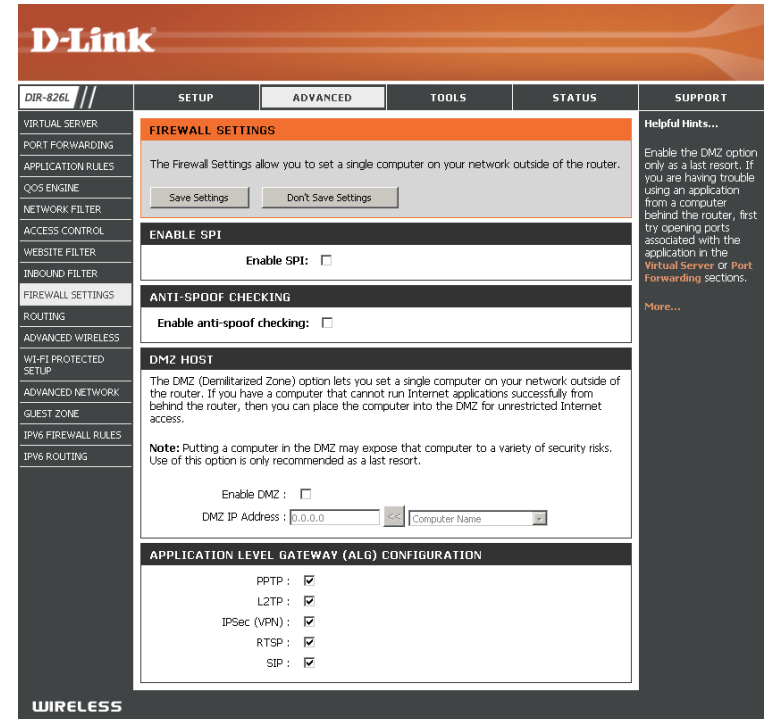 D-Link
DIR-826L
SETUP
ADVANCED
TOOLS
STATUS
SUPPORT
VIRTUAL SERVER
PORT FORWARDING
APPLICATION RULES
QOS ENGINE
NETWORK FILTER
ACCESS CONTROL
WEBSITE FILTER
INBOUND FILTER
FIREWALL SETTINGS
ROUTING
ADVANCED WIRELESS
WI-FI PROTECTED
SETUP
ADVANCED NETWORK
GUEST ZONE
IPV6 FIREWALL RULES
IPV6 ROUTING
FIREWALL SETTINGS
The Firewall Settings allow you to set a single computer on your network outside of the router.
Save Settings
Don't Save Settings
ENABLE SPI
Enable SPI:
ANTI-SPOOF CHECKING
Enable anti-spoof checking:
DMZ HOST
The DMZ (Demilitarized Zone) option lets you set a single computer on your network outside of
the router. If you have a computer that cannot run Internet applications successfully from
behind the router, then you can place the computer into the DMZ for unrestricted Internet
access.
Note: Putting a computer in the DMZ may expose that computer to a variety of security risks.
Use of this option is only recommended as a last resort.
Enable DMZ :
DMZ IP Address : 0.0.0.0 << Computer Name
APPLICATION LEVEL GATEWAY (ALG) CONFIGURATION
PPTP :
L2TP :
IPSec (VPN) :
RTSP :
SIP :
Helpful Hints...
Enable the DMZ option
only as a last resort. If
you are having trouble
using an application
from a computer
behind the router, first
try opening ports
associated with the
application in the
Virtual Server or Port
Forwarding sections.
More...
WIRELESS